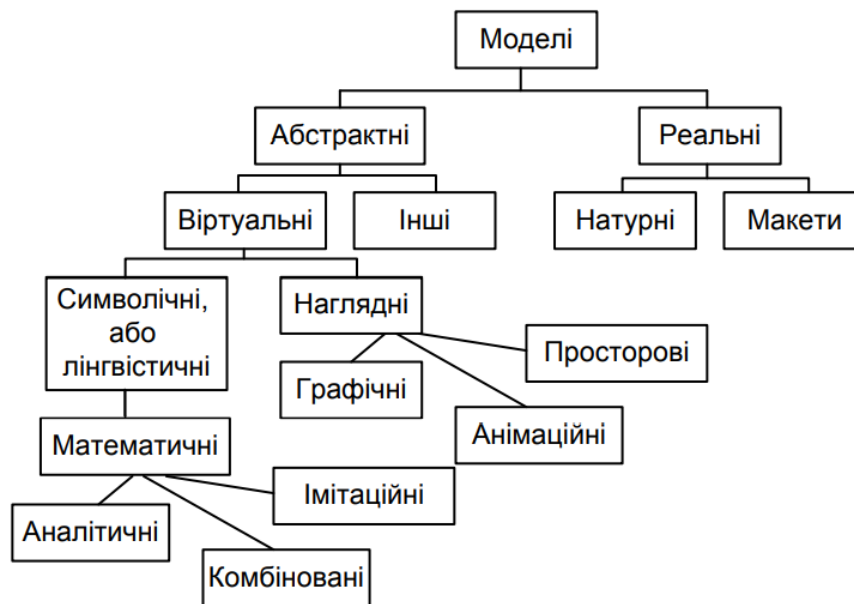 Моделі
Абстрактні
Реальні
Віртуальні
Інші
Натурні
Макети
Символічні,
або
лінгвістичні
Наглядні
Просторові
Графічні
Анімаційні
Математичні
Імітаційні
Аналітичні
Комбіновані